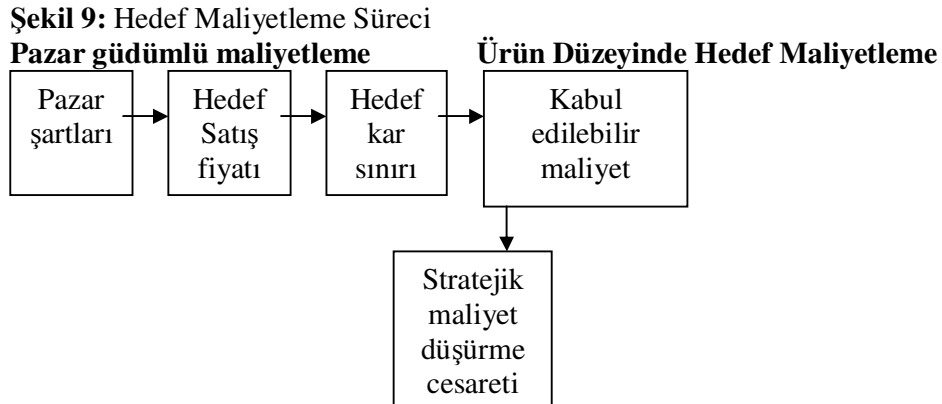 Şekil 9: Hedef Maliyetleme Süreci
Pazar güdümlü maliyetleme
Ürün Düzeyinde Hedef Maliyetleme
Pazar
şartları
Hedef
Satış
fiyatı
Hedef
kar
sınırı
Kabul
edilebilir
maliyet
Stratejik
maliyet
düşürme
cesareti